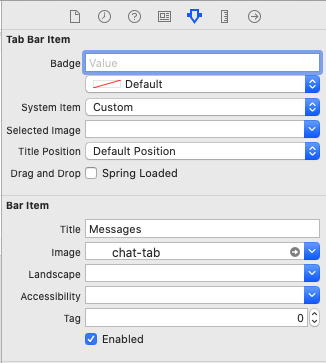 Tab Bar Item
Badge Value
Default
System Item Custom
Selected Image
Title Position Default Position
Drag and Drop Spring Loaded
Bar Item
Title Messages
Image chat-tab
Landscape
Accessibility
Tag 0
Enabled